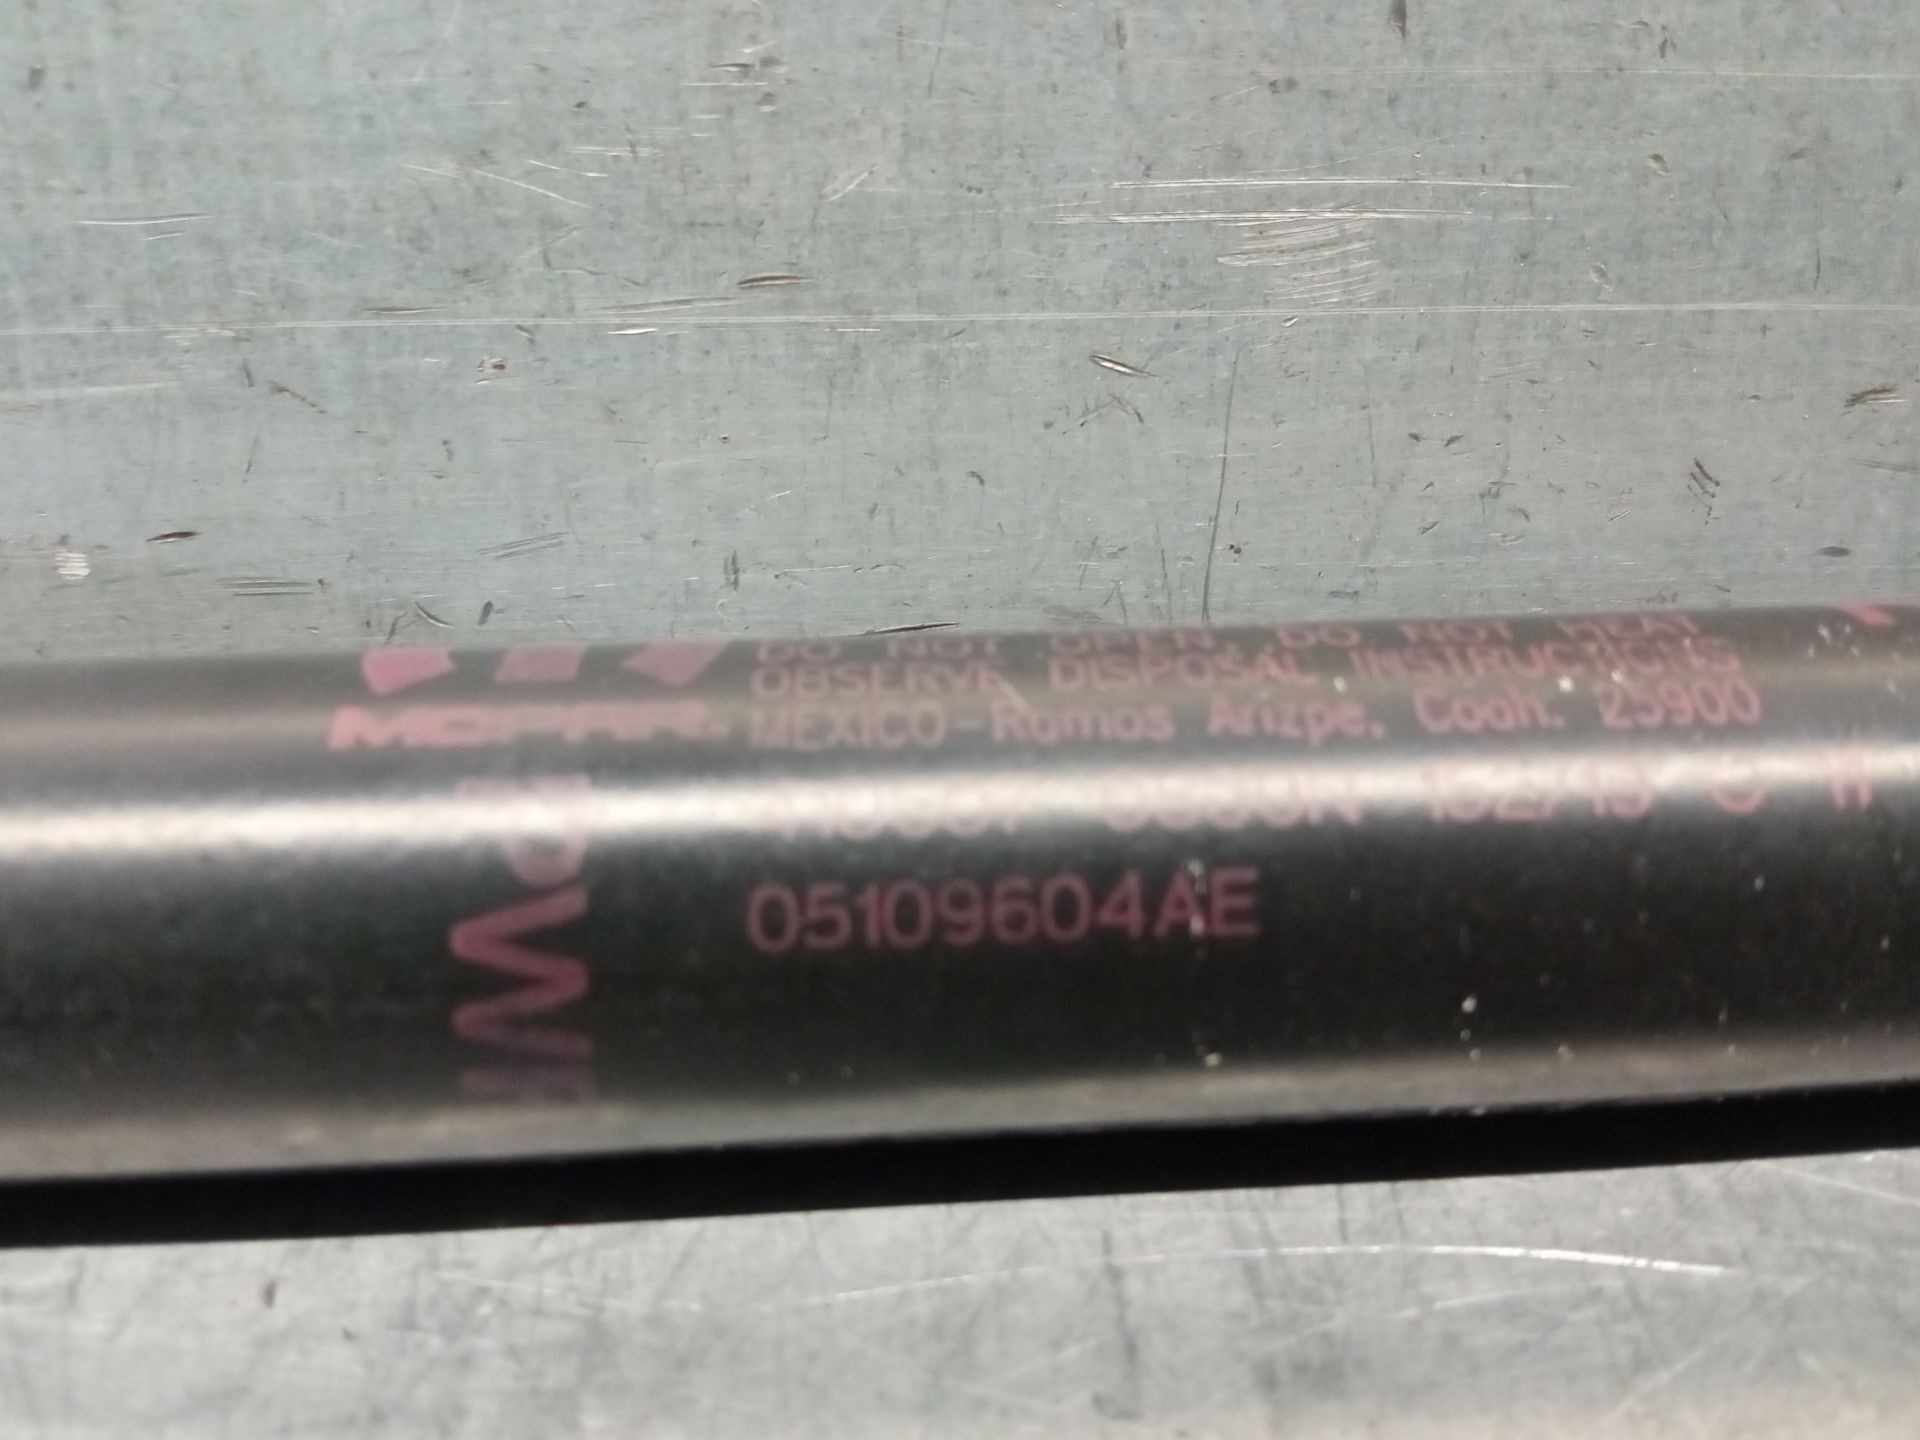 DO NOT OPEN, DO NOT HEAT
OBSERVE DISPOSAL INSTRUCTIONS
MOPAR.
MEXICO-Ramos Arizpe, Coah. 25900
05109604AE